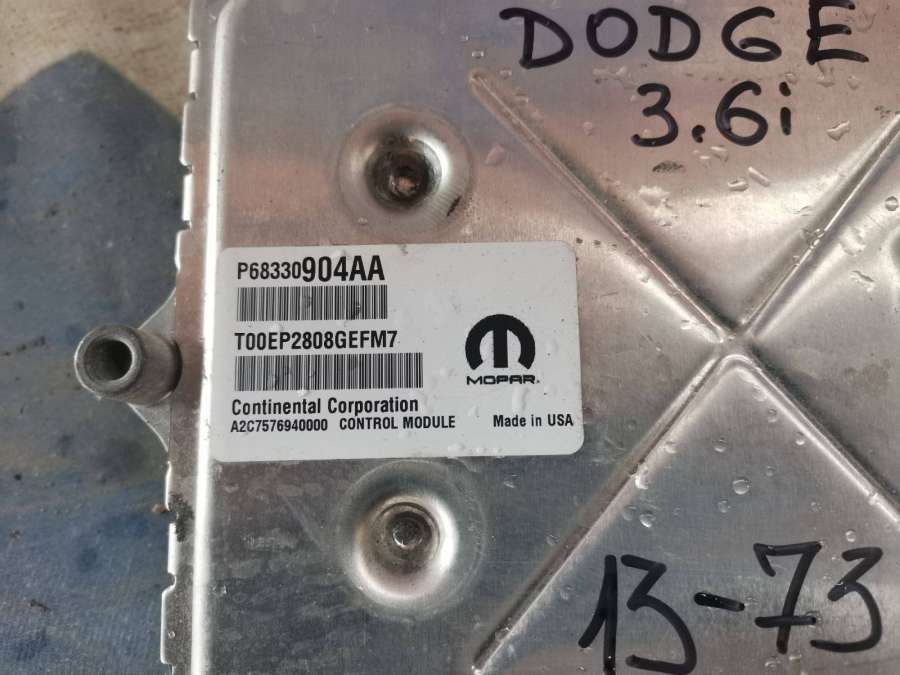 DODGE
3.6i
P68330904AA
T00EP2808GEFM7
MOPAR
Continental Corporation
A2C7576940000 CONTROL MODULE Made in USA
13-73